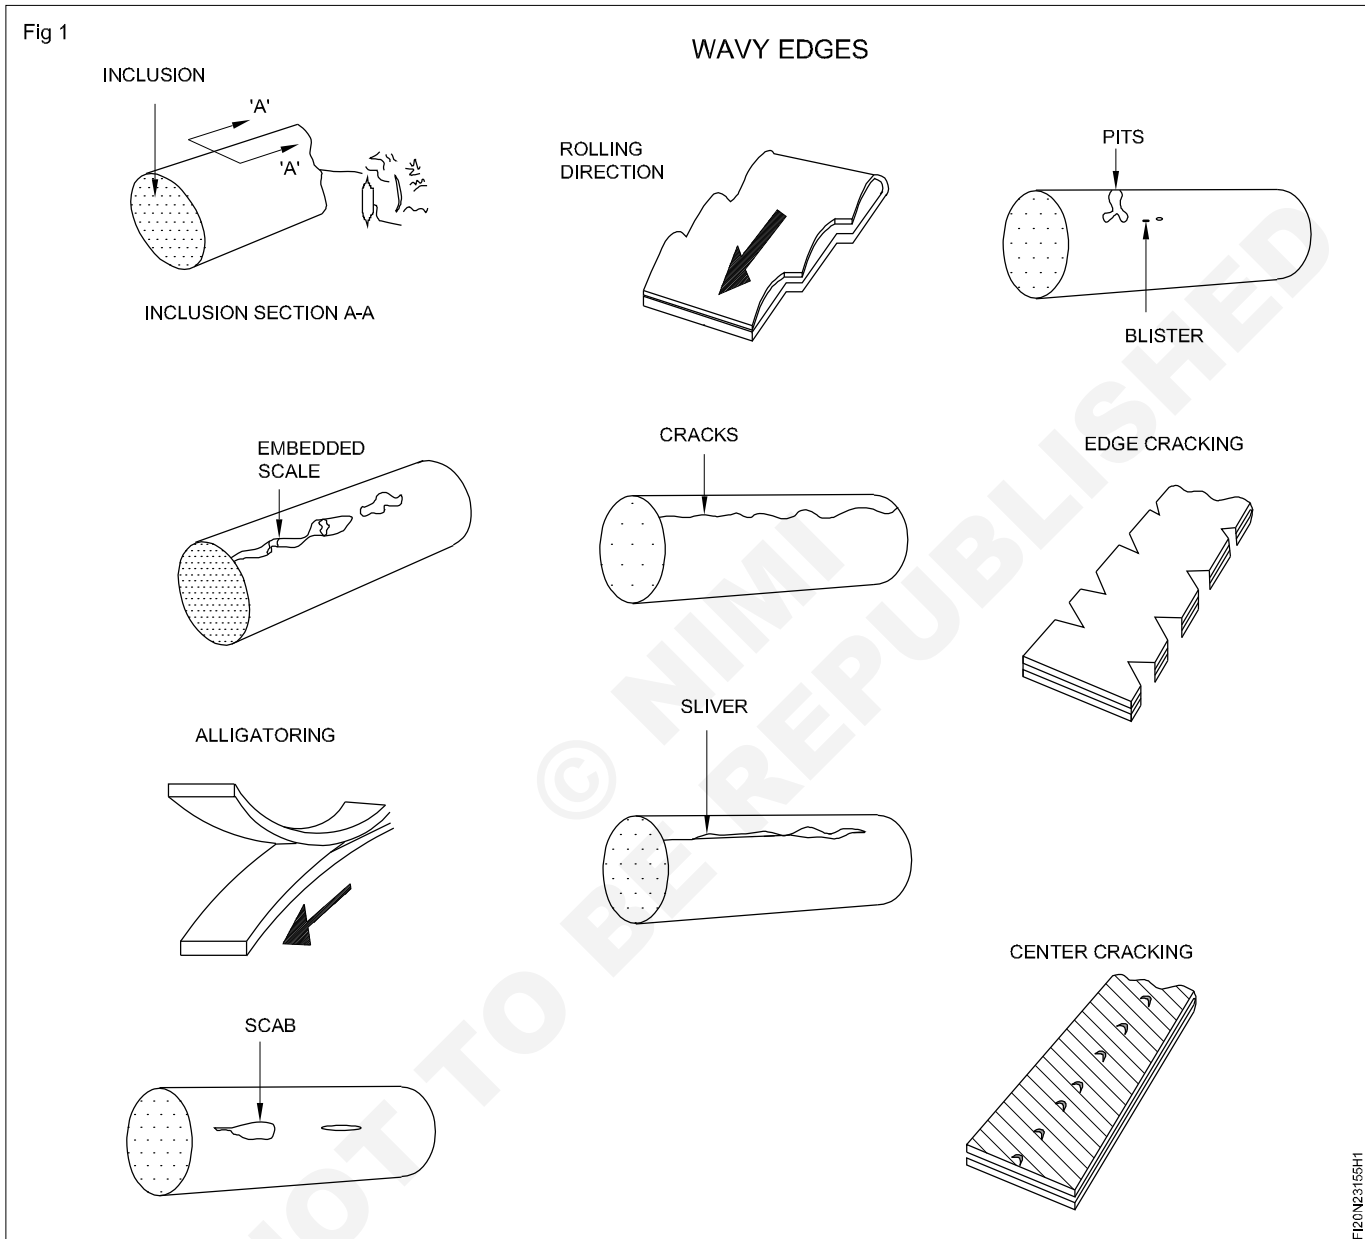 Fig 1
WAVY EDGES
INCLUSION
'A'
'A'
INCLUSION SECTION A-A
ROLLING
DIRECTION
PITS
BLISTER
EMBEDDED
SCALE
CRACKS
EDGE CRACKING
ALLIGATORING
SLIVER
CENTER CRACKING
SCAB
© NIMI
NOT TO BE REPUBLISHED
FI20N23155H1